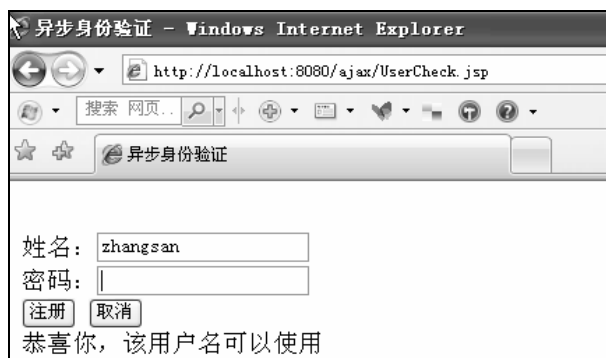 异步身份验证 - Windows Internet Explorer
http://localhost:8080/ajax/UserCheck.jsp
搜索 网页..
异步身份验证
姓名: zhangsan
密码:
注册 取消
恭喜你，该用户名可以使用